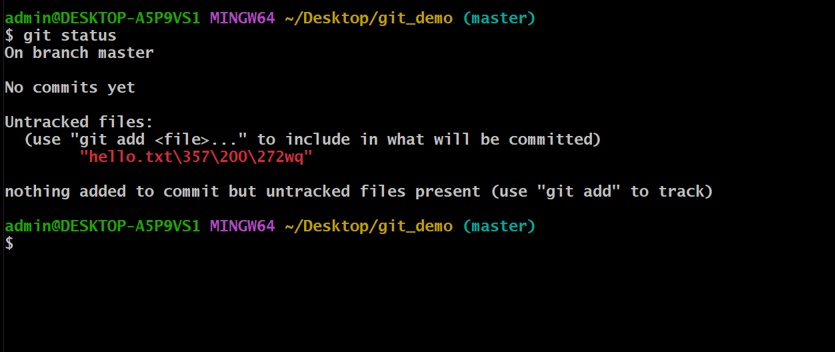 admin@DESKTOP-A5P9VS1 MINGW64 ~/Desktop/git_demo (master)
$ git status
On branch master
No commits yet
Untracked files:
(use "git add <file>..." to include in what will be committed)
"hello.txt\357\200\272wq"
nothing added to commit but untracked files present (use "git add" to track)
admin@DESKTOP-A5P9VS1 MINGW64 ~/Desktop/git_demo (master)
$